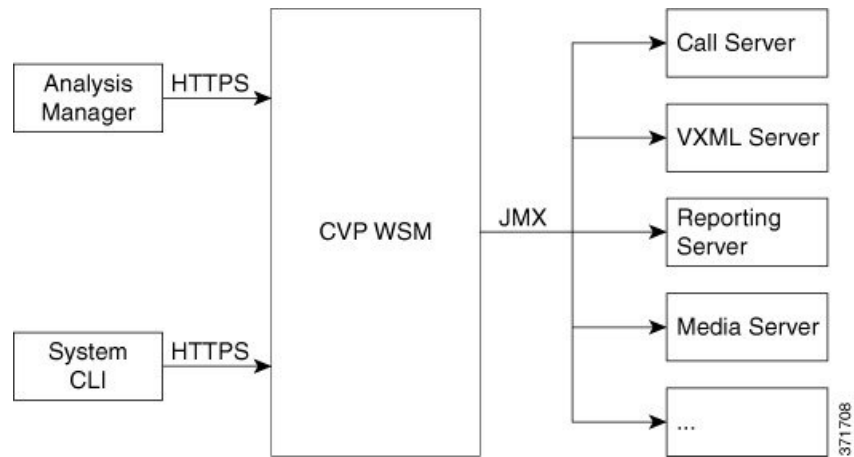 Analysis
Manager
HTTPS
System
CLI
HTTPS
CVP WSM
JMX
Call Server
VXML Server
Reporting
Server
Media Server
...
371708